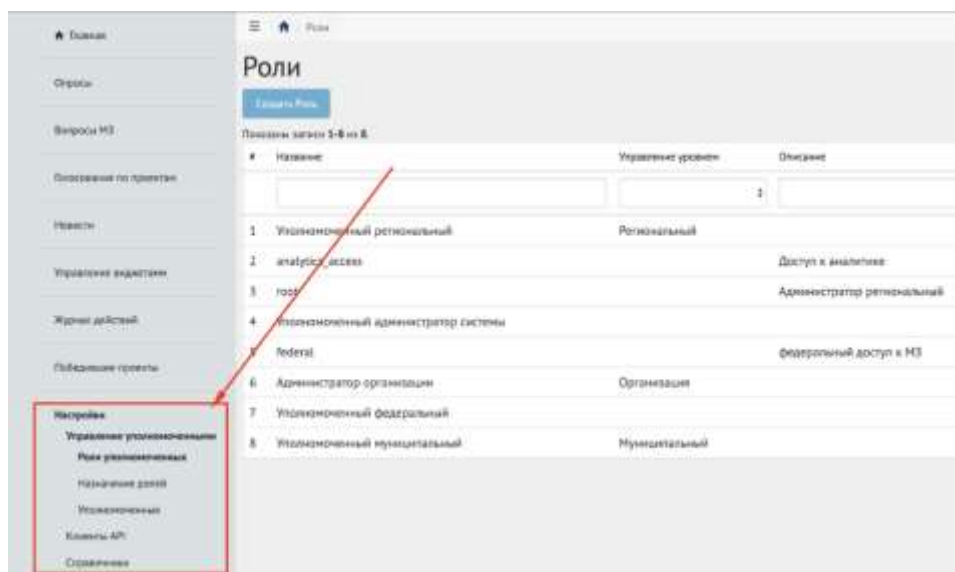 Главная
Опросы
Вопросы МЗ
Голосования по проектам
Новости
Управление виджетами
Журнал действий
Победившие проекты
Настройки
Управление уполномоченными
Роли уполномоченных
Назначение ролей
Уполномоченные
Клиенты API
Справочники
Роли
Роли
Создать Роль
Показаны записи 1-8 из 8.
# Название Управление уровнем Описание
1 Уполномоченный региональный Региональный
2 analytics_access Доступ к аналитике
3 root Администратор региональный
4 Уполномоченный администратор системы
5 federal федеральный доступ к МЗ
6 Администратор организации Организация
7 Уполномоченный федеральный
8 Уполномоченный муниципальный Муниципальный